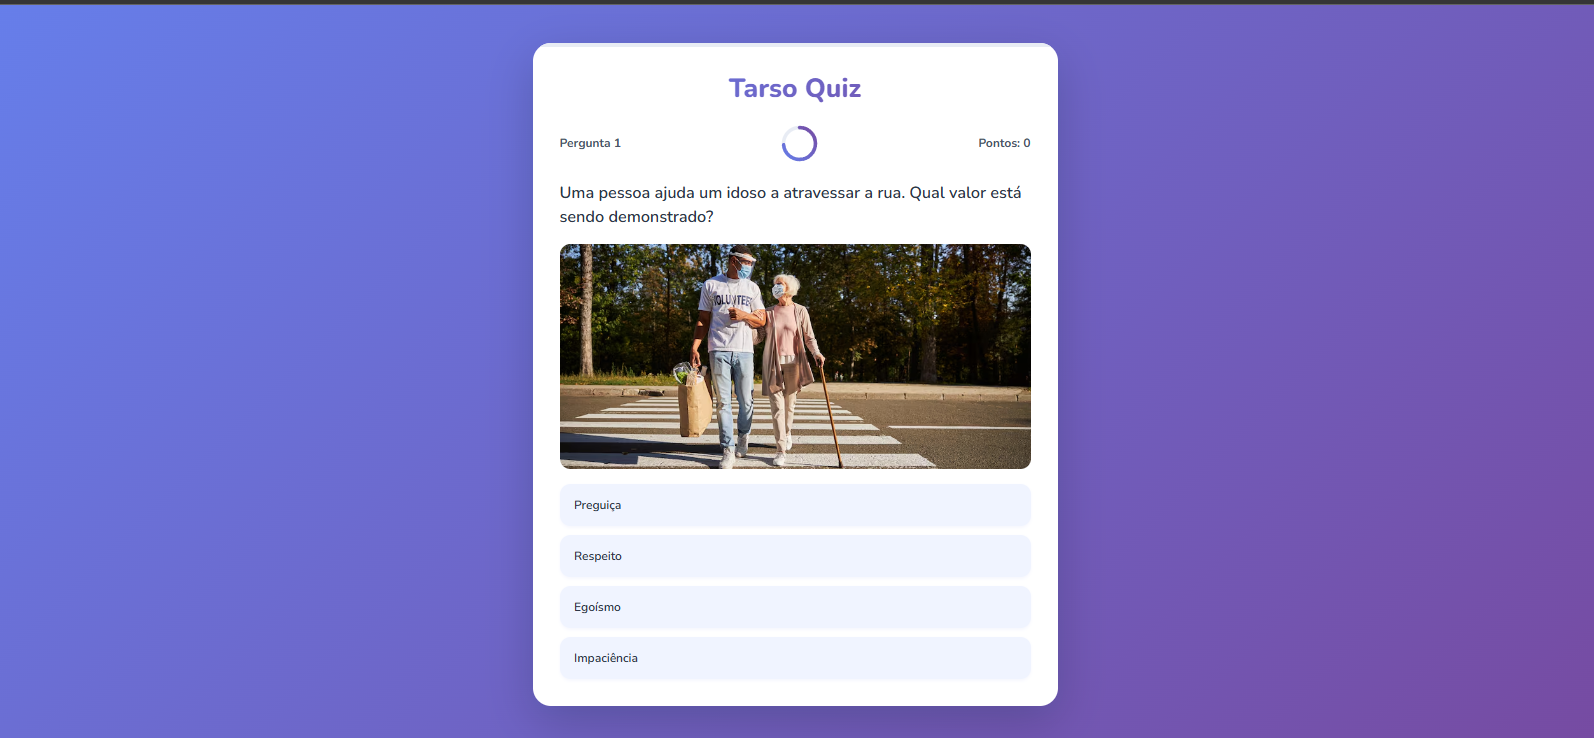 Tarso Quiz
Pergunta 1
Pontos: 0
Uma pessoa ajuda um idoso a atravessar a rua. Qual valor está
sendo demonstrado?
VOLUNTEER
Preguiça
Respeito
Egoísmo
Impaciência